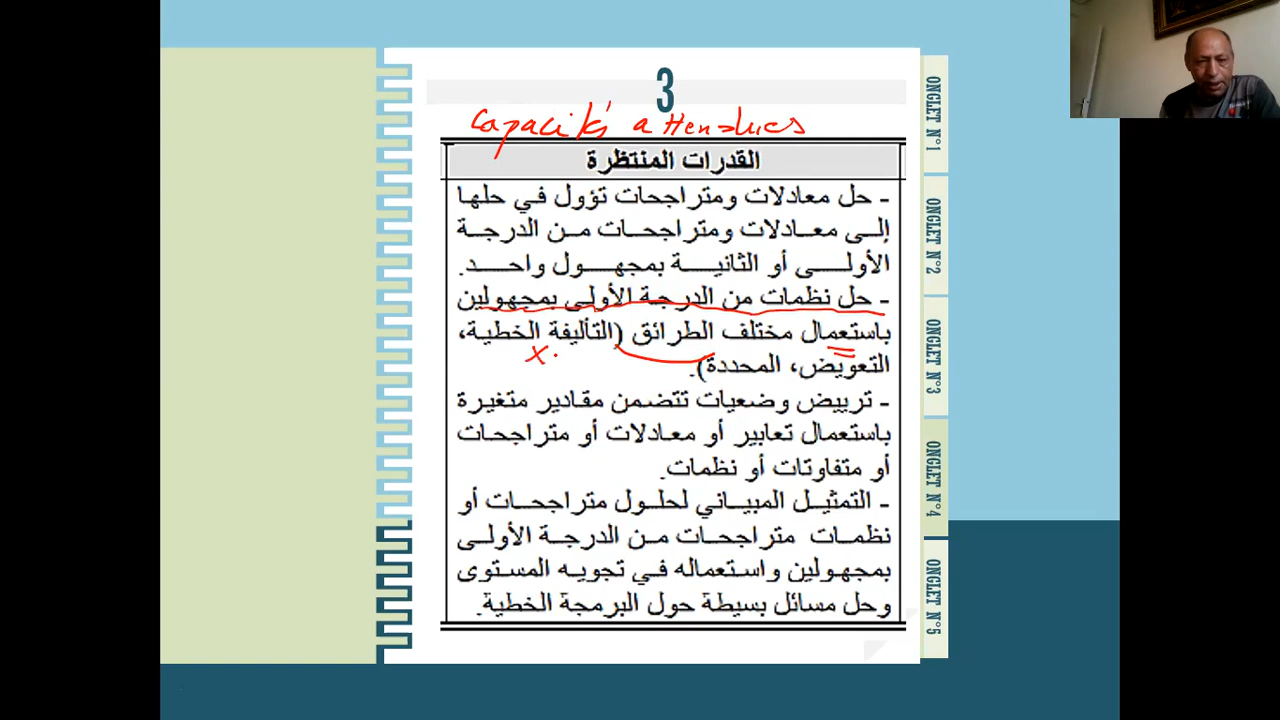 3
Capacités attendues
القدرات المنتظرة
- حل معادلات ومتراجحات تؤول في حلها
إلى معادلات ومتراجحات من الدرجة
الأولى أو الثانية بمجهول واحد.
- حل نظمات من الدرجة الأولى بمجهولين
باستعمال مختلف الطرائق (التأليفة الخطية،
x.
التعويض، المحددة).
- ترييض وضعيات تتضمن مقادير متغيرة
باستعمال تعابير أو معادلات أو متراجحات
أو متفاوتات أو نظمات.
- التمثيل المبياني لحلول متراجحات أو
نظمات متراجحات من الدرجة الأولى
بمجهولين واستعماله في تجويه المستوى
وحل مسائل بسيطة حول البرمجة الخطية.
ONGLET N°1
ONGLET N°2
ONGLET N°3
ONGLET N°4
ONGLET N°5